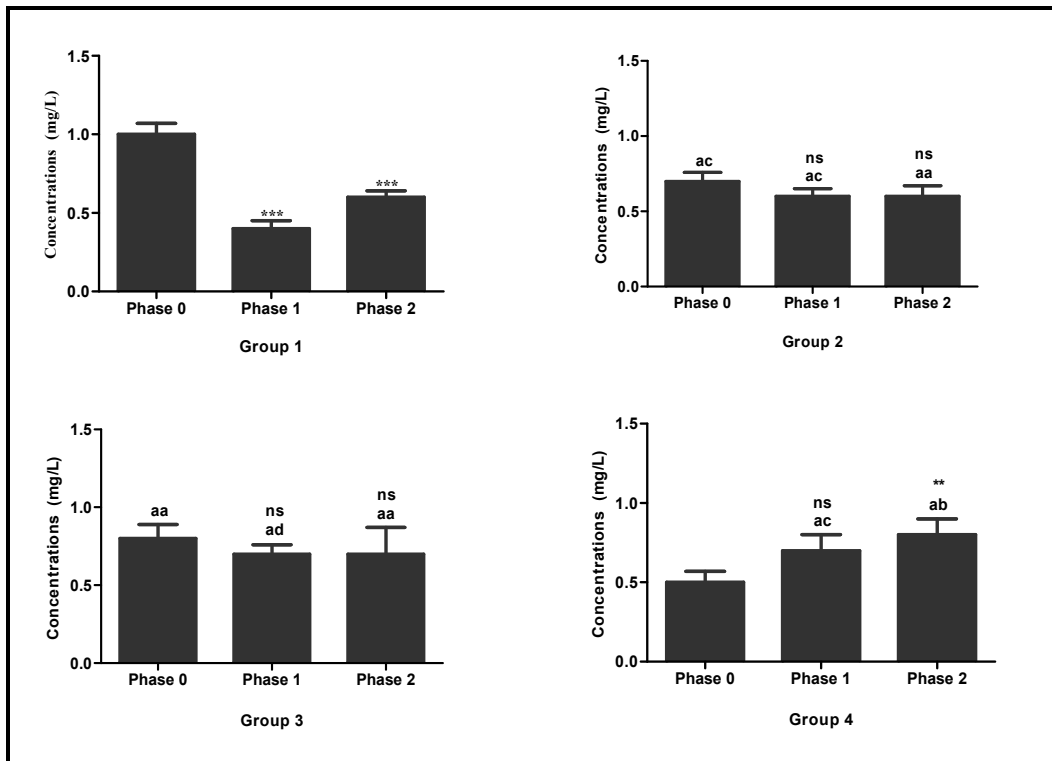 Concentrations (mg/L)
1.5
1.0
0.5
0.0
***
***
Phase 0 Phase 1 Phase 2
Group 1
Concentrations (mg/L)
1.5
1.0
0.5
0.0
ns ns
ac ac aa
Phase 0 Phase 1 Phase 2
Group 2
Concentrations (mg/L)
1.5
1.0
0.5
0.0
ns
aa ns aa
ad
Phase 0 Phase 1 Phase 2
Group 3
Concentrations (mg/L)
1.5
1.0
0.5
0.0
**
ns ab
ac
Phase 0 Phase 1 Phase 2
Group 4